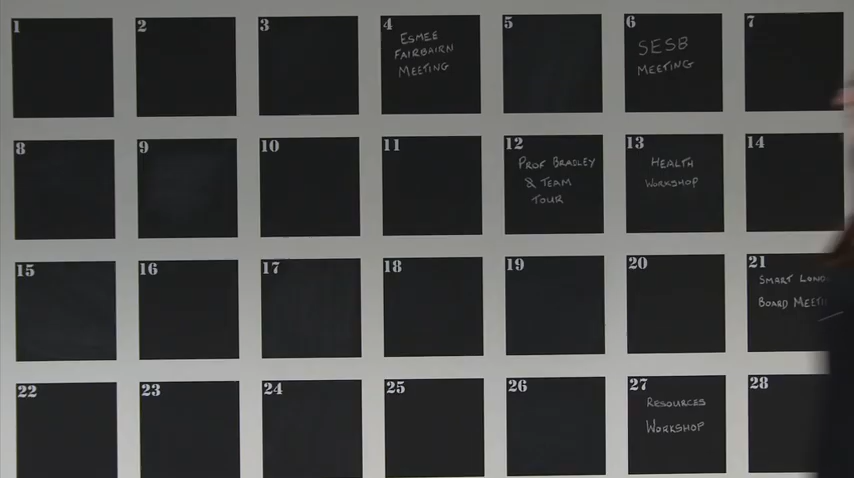 1 2 3 4 5 6 7
ESMEE
FAIRBAIRN
MEETING
SESB
MEETING
8 9 10 11 12 13 14
PROF BRADLEY
& TEAM
TOUR
HEALTH
WORKSHOP
15 16 17 18 19 20 21
SMART
BOARD
22 23 24 25 26 27 28
RESOURCES
WORKSHOP